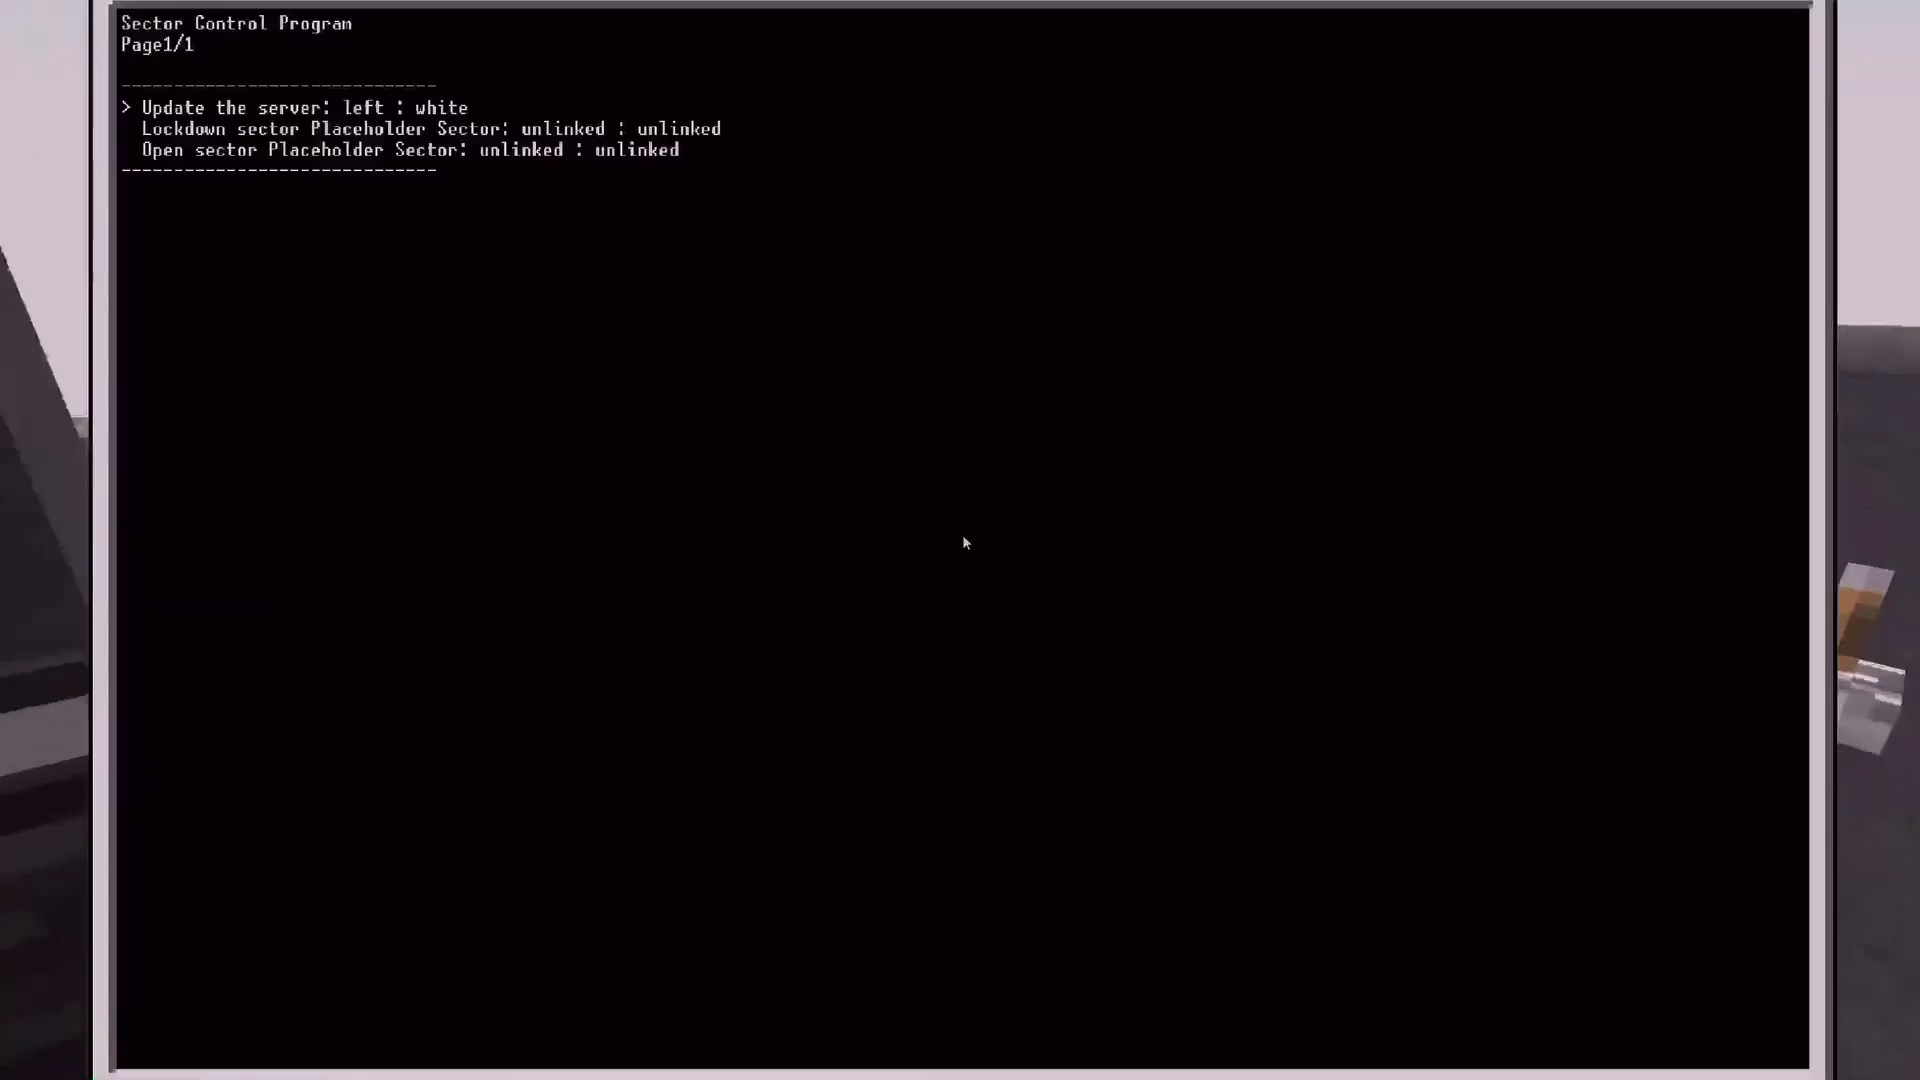 Sector Control Program
Page1/1
------------------------------
> Update the server: left : white
Lockdown sector Placeholder Sector: unlinked : unlinked
Open sector Placeholder Sector: unlinked : unlinked
------------------------------